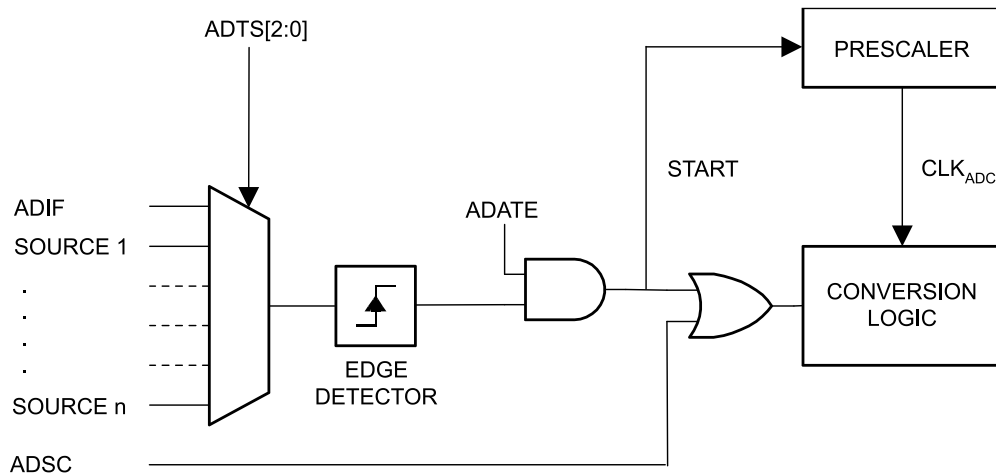 ADTS[2:0]
PRESCALER
START
CLKADC
ADIF
ADATE
SOURCE 1
.
.
.
.
CONVERSION
LOGIC
EDGE
DETECTOR
SOURCE n
ADSC